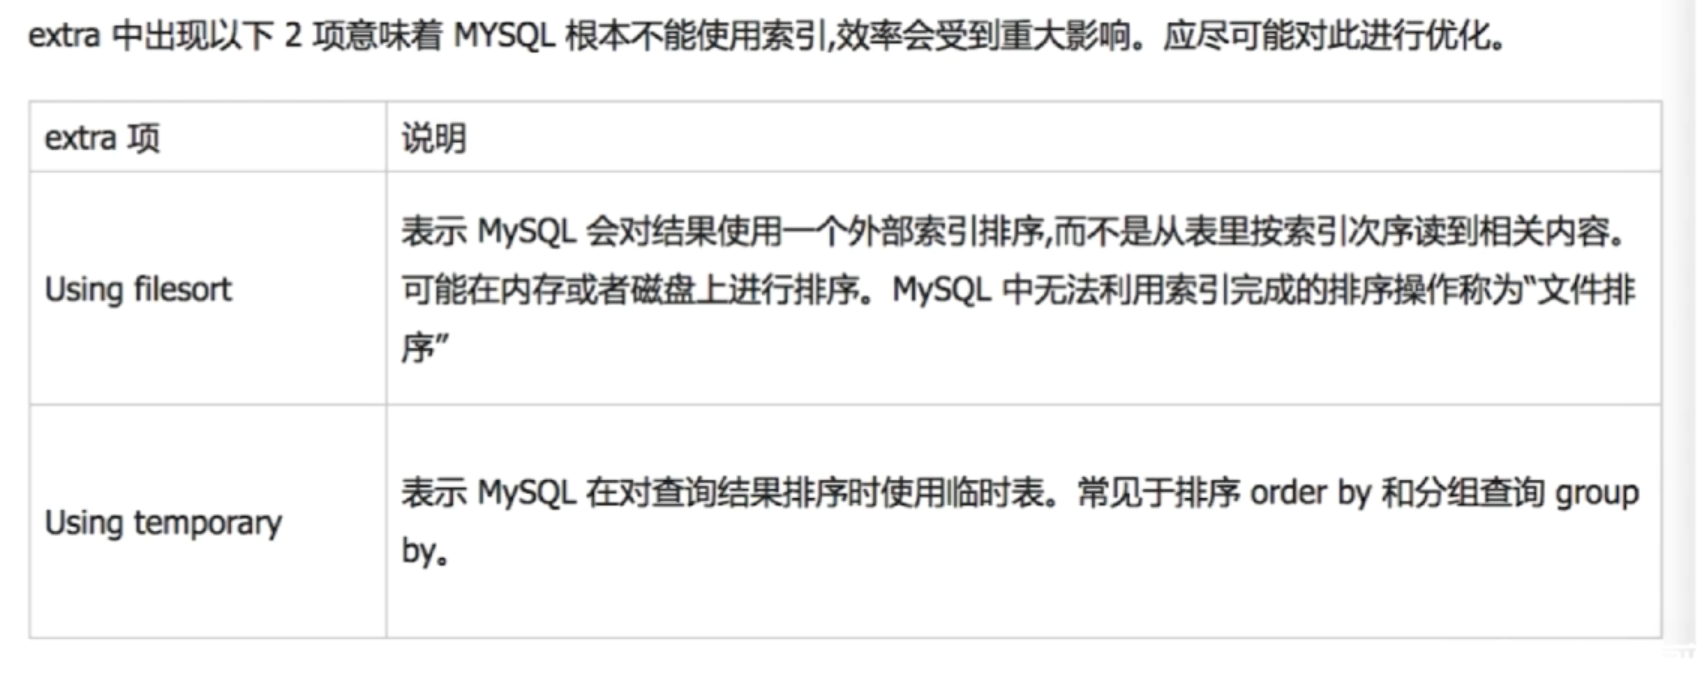 extra 中出现以下 2 项意味着 MYSQL 根本不能使用索引,效率会受到重大影响。应尽可能对此进行优化。
extra 项
说明
Using filesort
表示 MySQL 会对结果使用一个外部索引排序,而不是从表里按索引次序读到相关内容。
可能在内存或者磁盘上进行排序。MySQL 中无法利用索引完成的排序操作称为“文件排
序”
Using temporary
表示 MySQL 在对查询结果排序时使用临时表。常见于排序 order by 和分组查询 group
by。